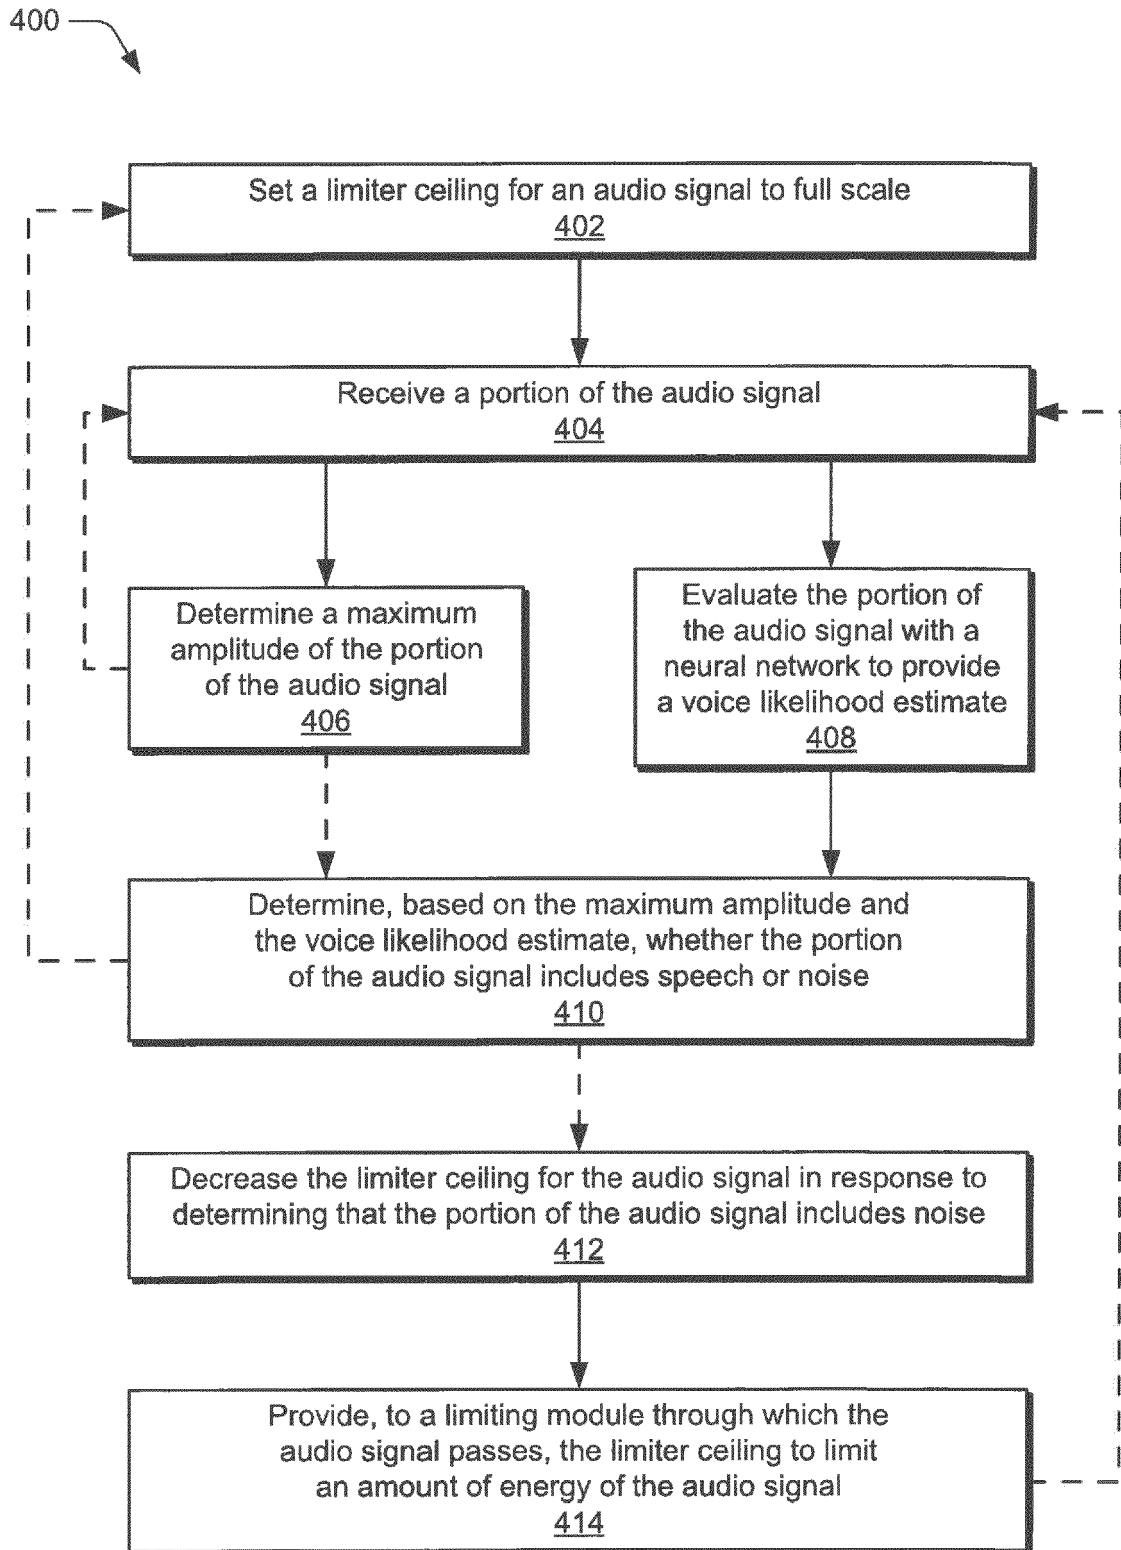 400
Set a limiter ceiling for an audio signal to full scale
402
Receive a portion of the audio signal
404
Determine a maximum
amplitude of the portion
of the audio signal
406
Evaluate the portion of
the audio signal with a
neural network to provide
a voice likelihood estimate
408
Determine, based on the maximum amplitude and
the voice likelihood estimate, whether the portion
of the audio signal includes speech or noise
410
Decrease the limiter ceiling for the audio signal in response to
determining that the portion of the audio signal includes noise
412
Provide, to a limiting module through which the
audio signal passes, the limiter ceiling to limit
an amount of energy of the audio signal
414